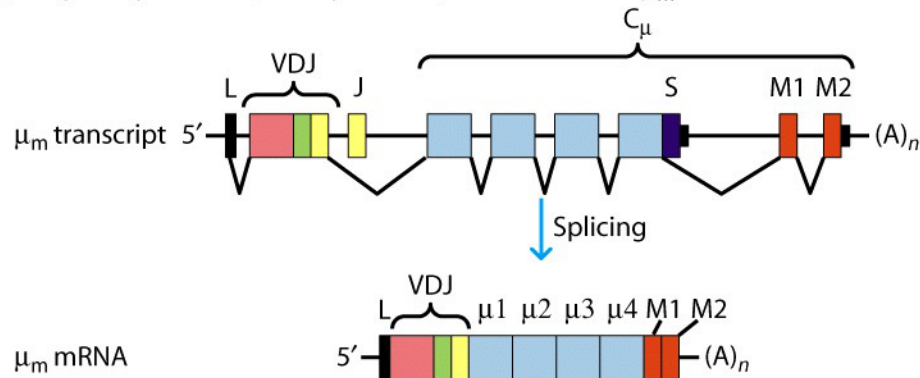 Cμ
VDJ
L J S M1 M2
μm transcript 5′ (A)n
Splicing
VDJ
L μ1 μ2 μ3 μ4 M1 M2
μm mRNA 5′ (A)n